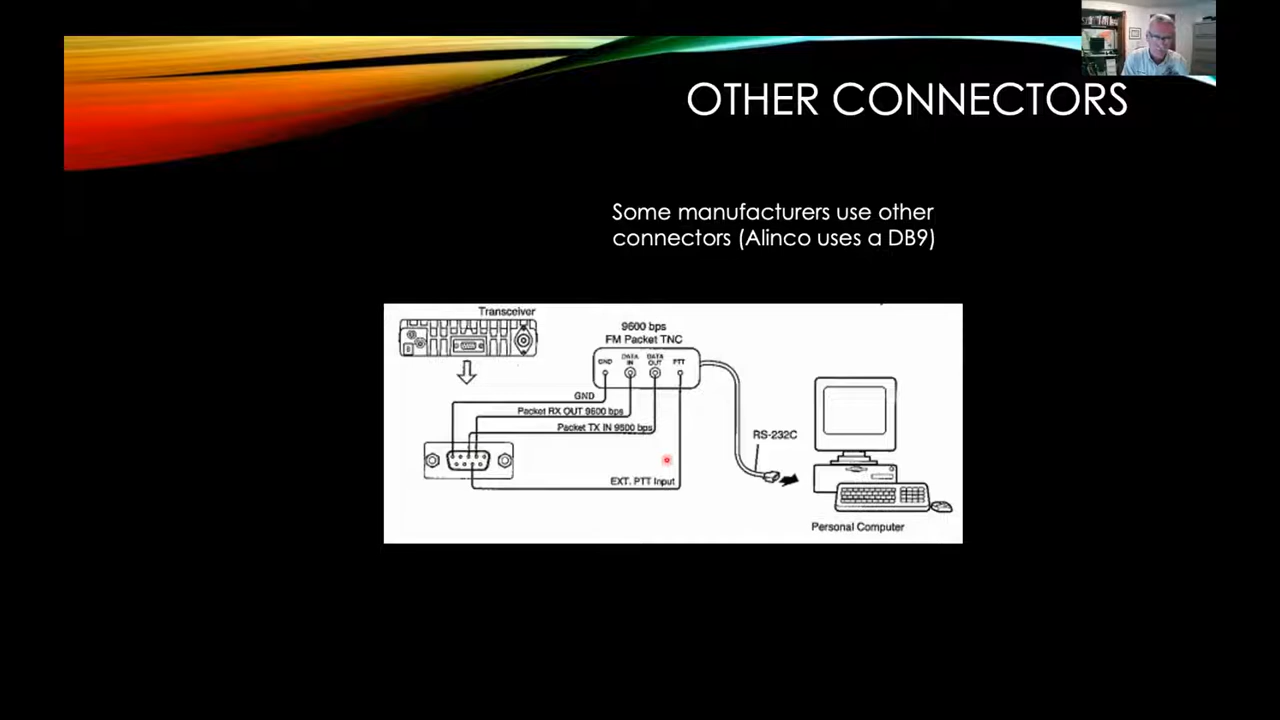 OTHER CONNECTORS
Some manufacturers use other
connectors (Alinco uses a DB9)
Transceiver
9600 bps
FM Packet TNC
GND
DATA IN
DATA OUT
PTT
GND
Packet RX OUT 9600 bps
Packet TX IN 9600 bps
RS-232C
EXT. PTT Input
Personal Computer